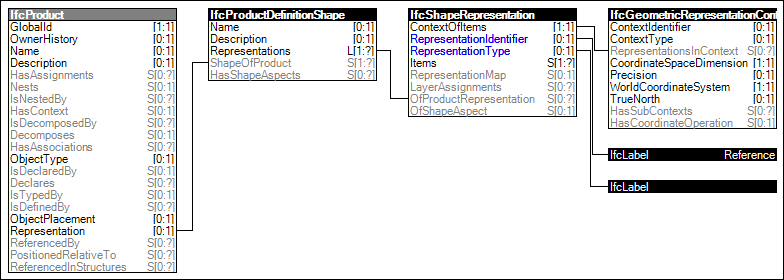 IfcProduct
GlobalId [1:1]
OwnerHistory [0:1]
Name [0:1]
Description [0:1]
HasAssignments S[0:?]
Nests S[0:1]
IsNestedBy S[0:?]
HasContext S[0:1]
IsDecomposedBy S[0:?]
Decomposes S[0:1]
HasAssociations S[0:?]
ObjectType [0:1]
IsDeclaredBy S[0:1]
Declares S[0:?]
IsTypedBy S[0:1]
IsDefinedBy S[0:?]
ObjectPlacement [0:1]
Representation [0:1]
ReferencedBy S[0:?]
PositionedRelativeTo S[0:?]
ReferencedInStructures S[0:?]
IfcProductDefinitionShape
Name [0:1]
Description [0:1]
Representations L[1:?]
ShapeOfProduct S[1:?]
HasShapeAspects S[0:?]
IfcShapeRepresentation
ContextOfItems [1:1]
RepresentationIdentifier [0:1]
RepresentationType [0:1]
Items S[1:?]
RepresentationMap S[0:1]
LayerAssignments S[0:?]
OfProductRepresentation S[0:?]
OfShapeAspect S[0:1]
IfcGeometricRepresentationCon
ContextIdentifier [0:1]
ContextType [0:1]
RepresentationsInContext S[0:?]
CoordinateSpaceDimension [1:1]
Precision [0:1]
WorldCoordinateSystem [1:1]
TrueNorth [0:1]
HasSubContexts S[0:?]
HasCoordinateOperation S[0:1]
IfcLabel Reference
IfcLabel